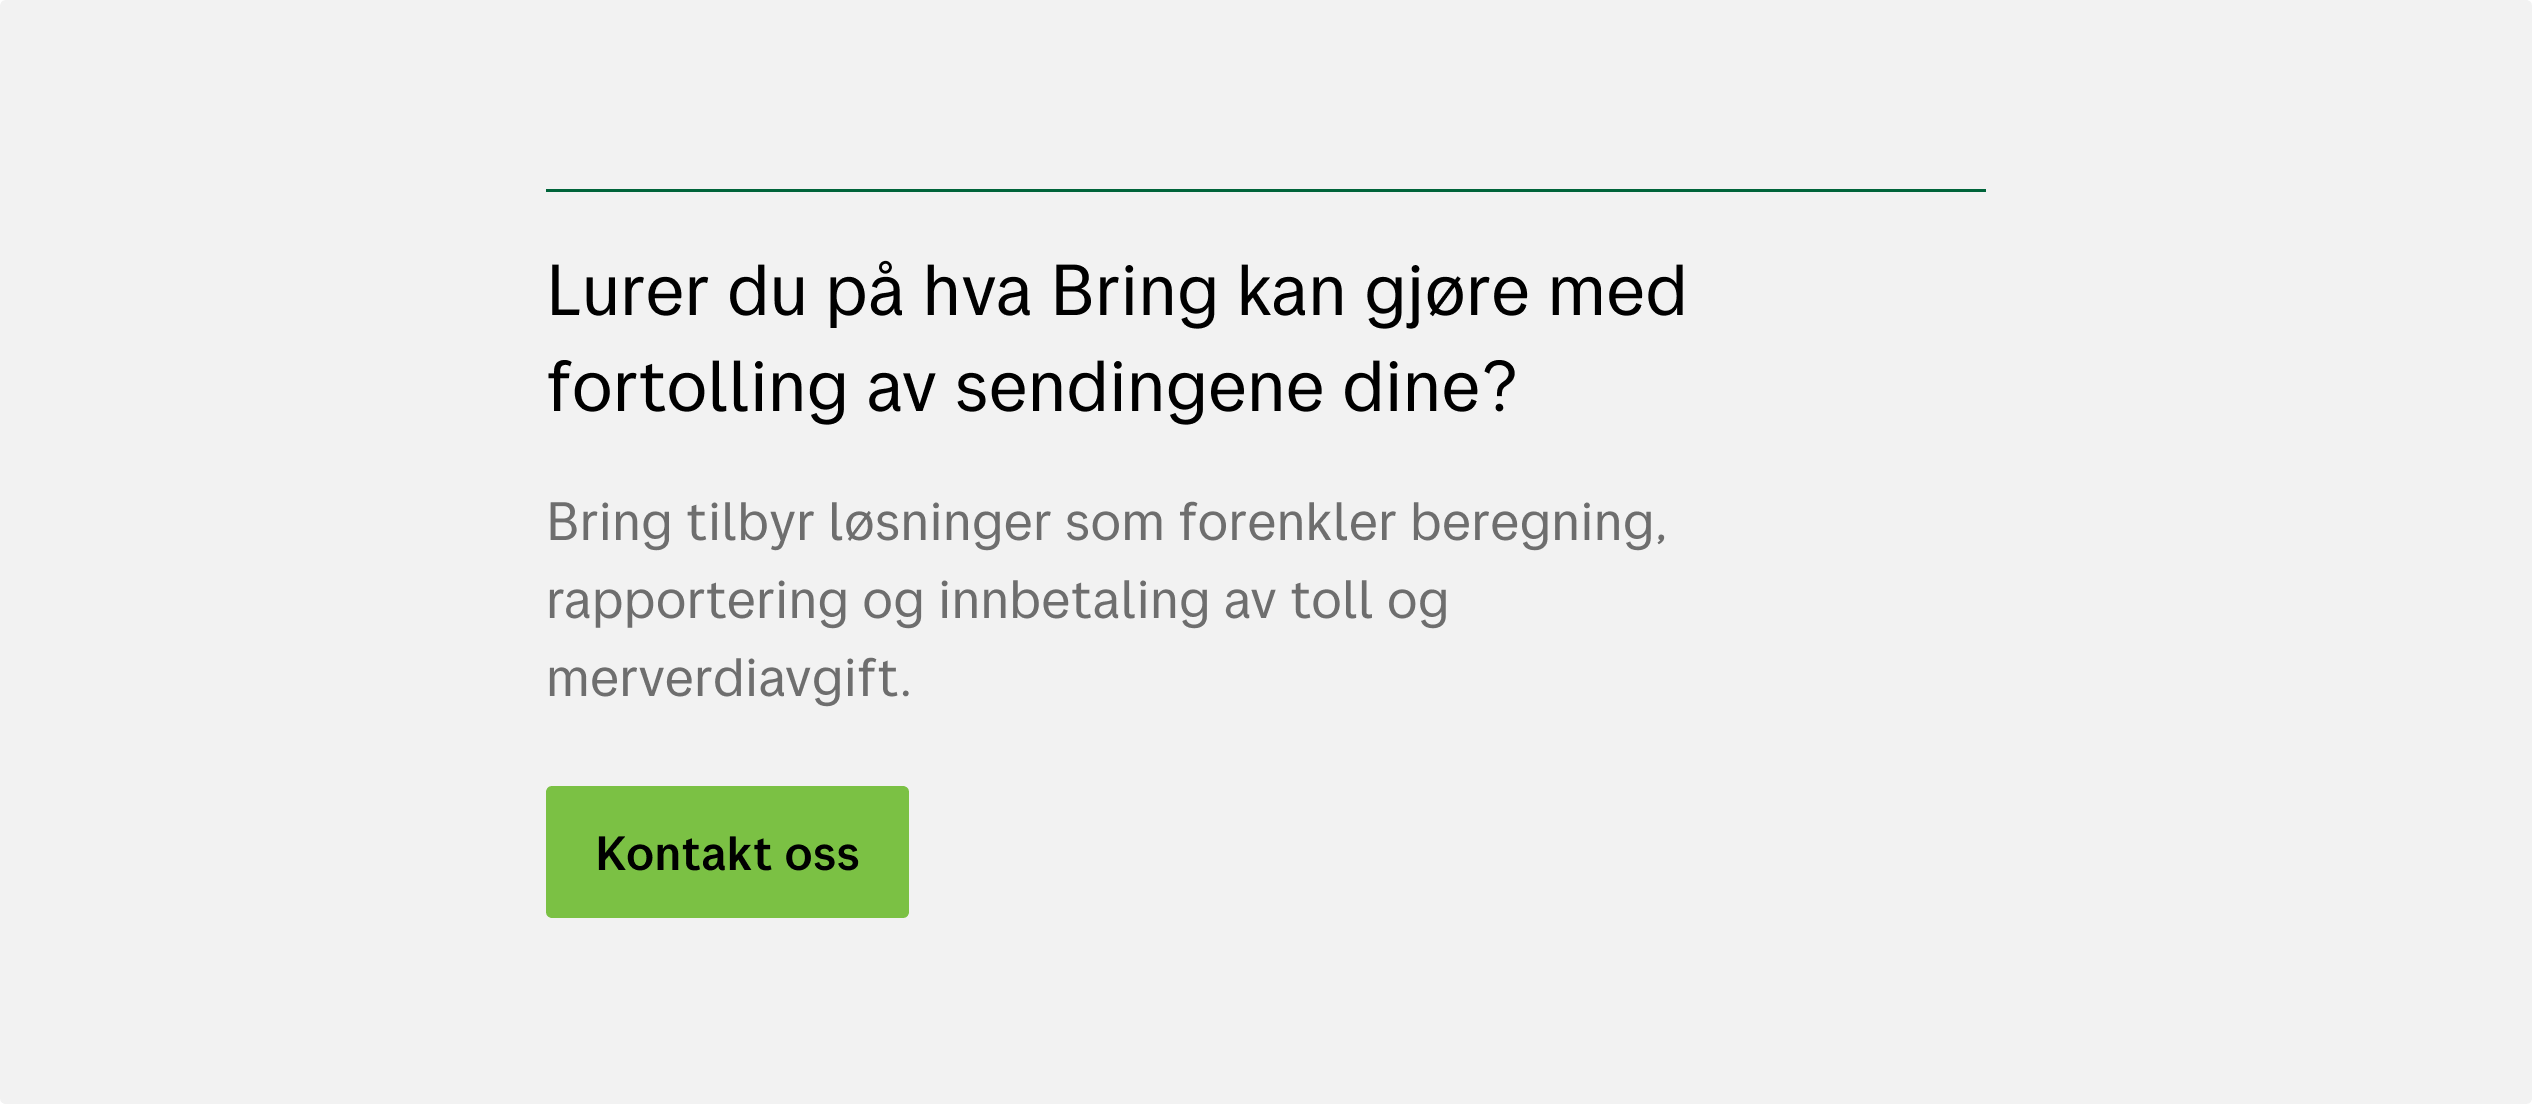 Lurer du på hva Bring kan gjøre med
fortolling av sendingene dine?
Bring tilbyr løsninger som forenkler beregning,
rapportering og innbetaling av toll og
merverdiavgift.
Kontakt oss